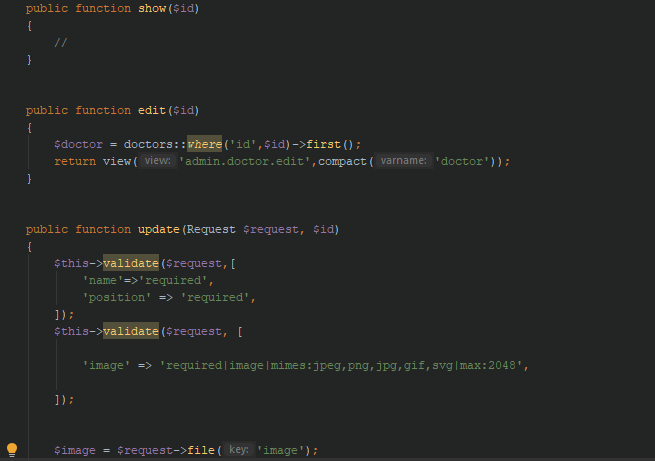 public function show($id)
{
//
}
public function edit($id)
{
$doctor = doctors::where('id',$id)->first();
return view( view: 'admin.doctor.edit',compact( varname: 'doctor'));
}
public function update(Request $request, $id)
{
$this->validate($request,[
'name'=>'required',
'position' => 'required',
]);
$this->validate($request, [
'image' => 'required|image|mimes:jpeg,png,jpg,gif,svg|max:2048',
]);
$image = $request->file( key: 'image');